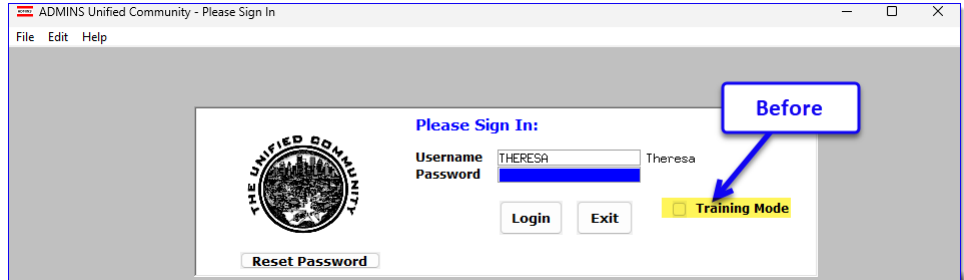 ADMINS Unified Community - Please Sign In
File Edit Help
Before
Please Sign In:
THE UNIFIED COMMUNITY
Username THERESA Theresa
Password
Login Exit Training Mode
Reset Password